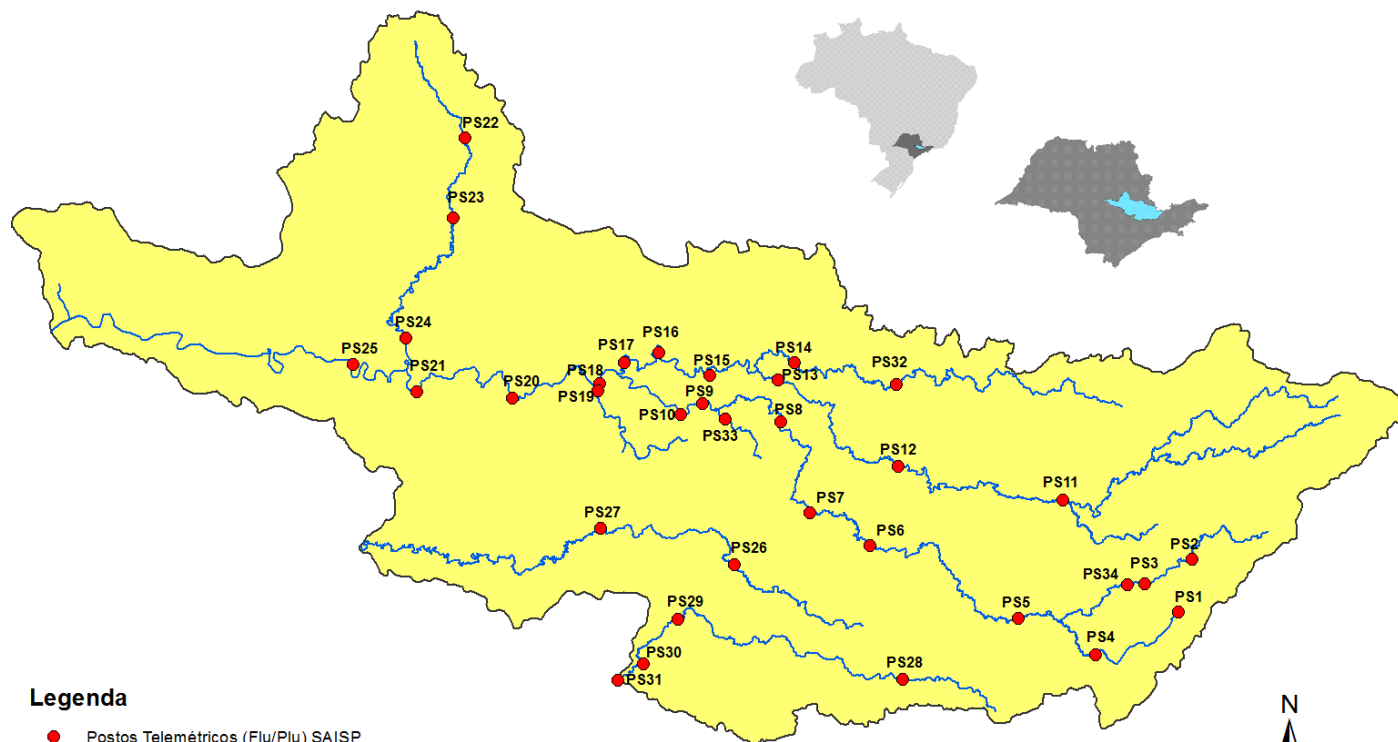 PS22
PS23
PS24
PS25
PS21
PS20
PS18
PS19
PS17
PS16
PS15
PS14
PS13
PS32
PS9
PS10
PS33
PS8
PS12
PS11
PS7
PS6
PS27
PS26
PS2
PS3
PS34
PS1
PS5
PS4
PS29
PS30
PS31
PS28
Legenda
Postos Telemétricos (Flu/Plu) SAISP
N